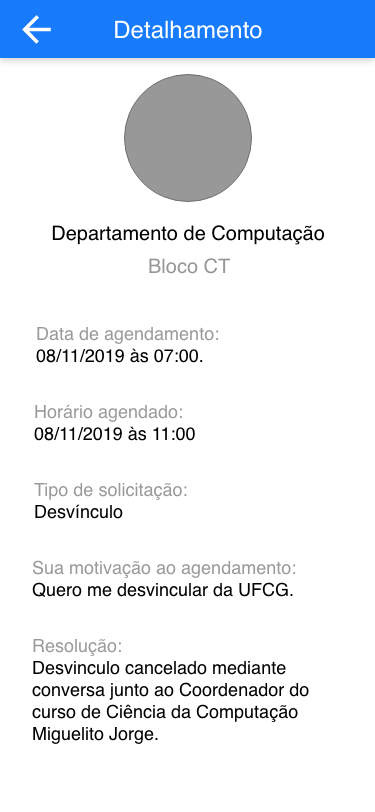 Detalhamento
Departamento de Computação
Bloco CT
Data de agendamento:
08/11/2019 às 07:00.
Horário agendado:
08/11/2019 às 11:00
Tipo de solicitação:
Desvínculo
Sua motivação ao agendamento:
Quero me desvincular da UFCG.
Resolução:
Desvinculo cancelado mediante
conversa junto ao Coordenador do
curso de Ciência da Computação
Miguelito Jorge.